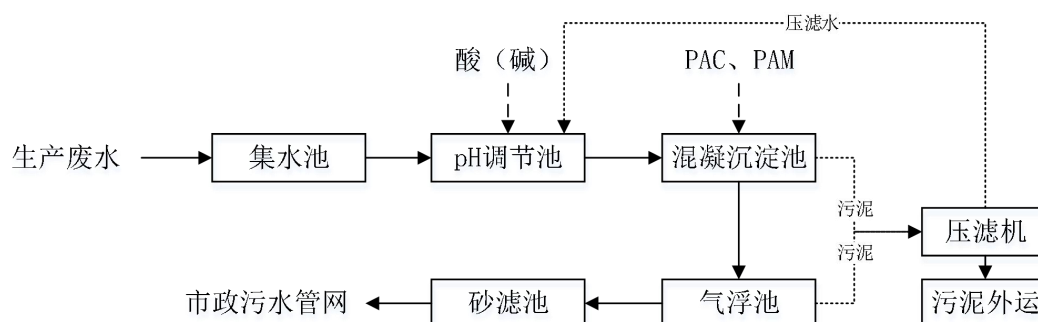 压滤水
酸（碱）
PAC、PAM
生产废水
集水池
pH调节池
混凝沉淀池
污泥
压滤机
污泥
市政污水管网
砂滤池
气浮池
污泥外运